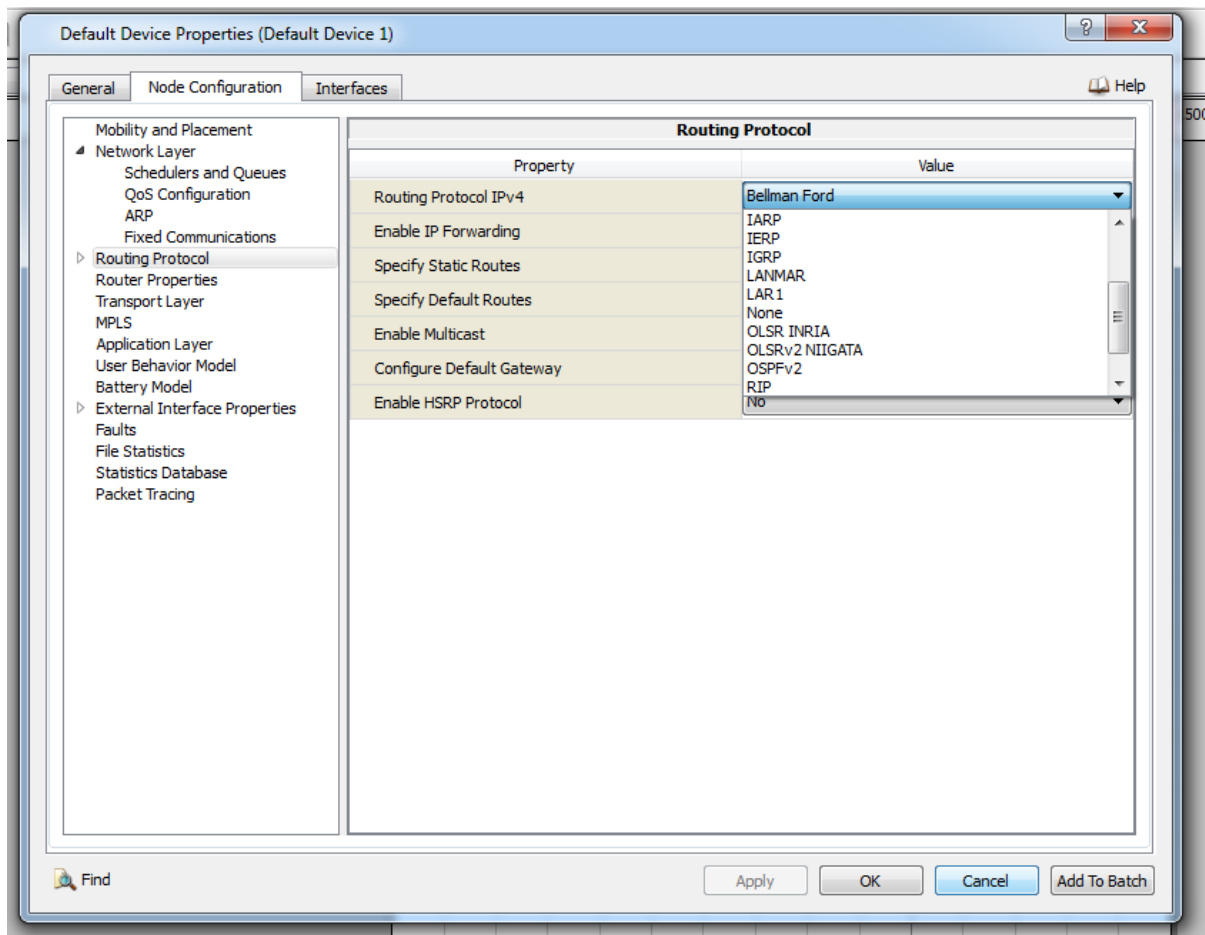 Default Device Properties (Default Device 1)
General
Node Configuration
Interfaces
Help
Mobility and Placement
Network Layer
Schedulers and Queues
QoS Configuration
ARP
Fixed Communications
Routing Protocol
Router Properties
Transport Layer
MPLS
Application Layer
User Behavior Model
Battery Model
External Interface Properties
Faults
File Statistics
Statistics Database
Packet Tracing
Routing Protocol
Property Value
Routing Protocol IPv4
Enable IP Forwarding
Specify Static Routes
Specify Default Routes
Enable Multicast
Configure Default Gateway
Enable HSRP Protocol
Bellman Ford
IARP
IERP
IGRP
LANMAR
LAR1
None
OLSR INRIA
OLSRv2 NIIGATA
OSPFv2
RIP
No
Find
Apply
OK
Cancel
Add To Batch